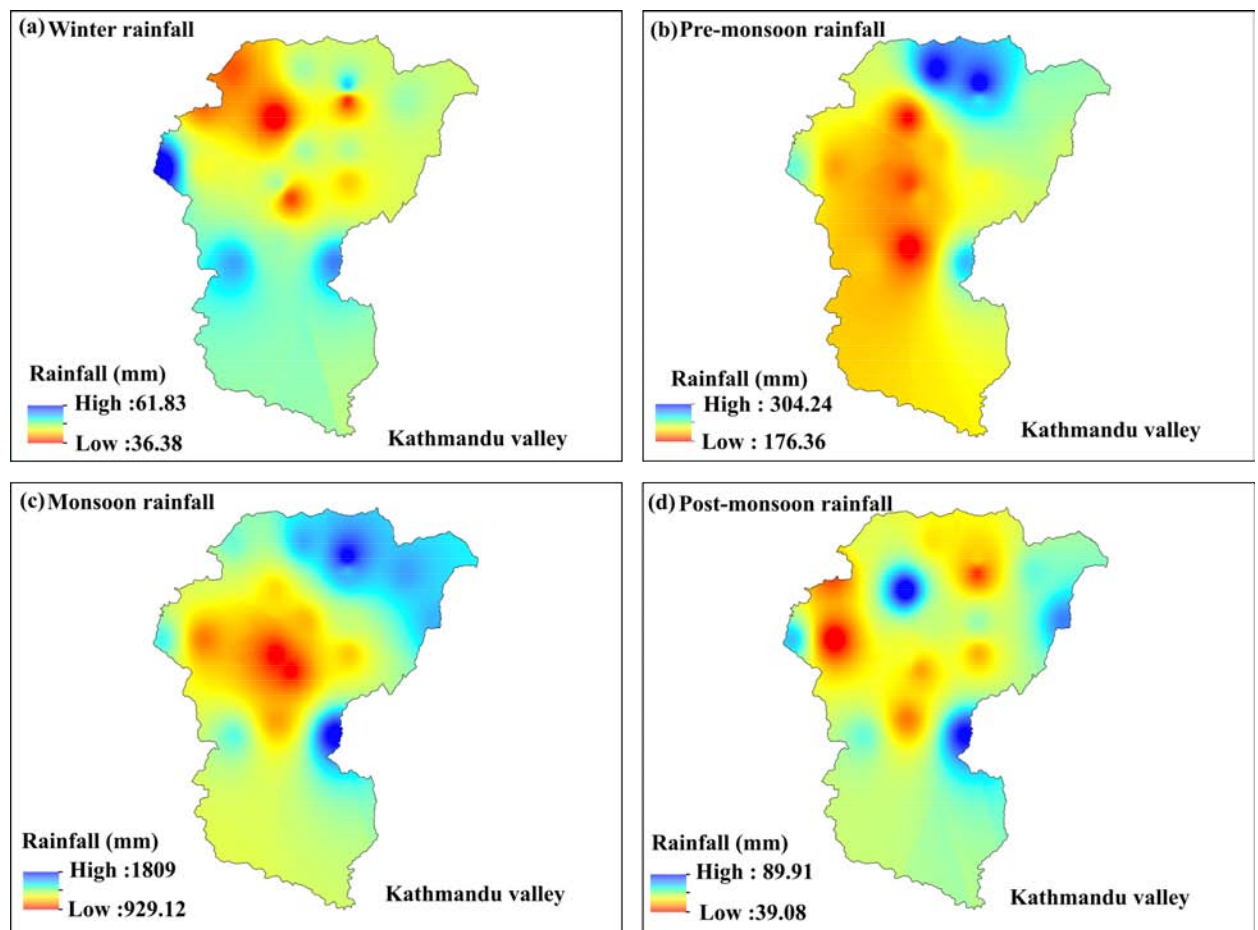 (a) Winter rainfall
Rainfall (mm)
High :61.83
Low :36.38
Kathmandu valley
(b) Pre-monsoon rainfall
Rainfall (mm)
High : 304.24
Low : 176.36
Kathmandu valley
(c) Monsoon rainfall
Rainfall (mm)
High :1809
Low :929.12
Kathmandu valley
(d) Post-monsoon rainfall
Rainfall (mm)
High : 89.91
Low : 39.08
Kathmandu valley